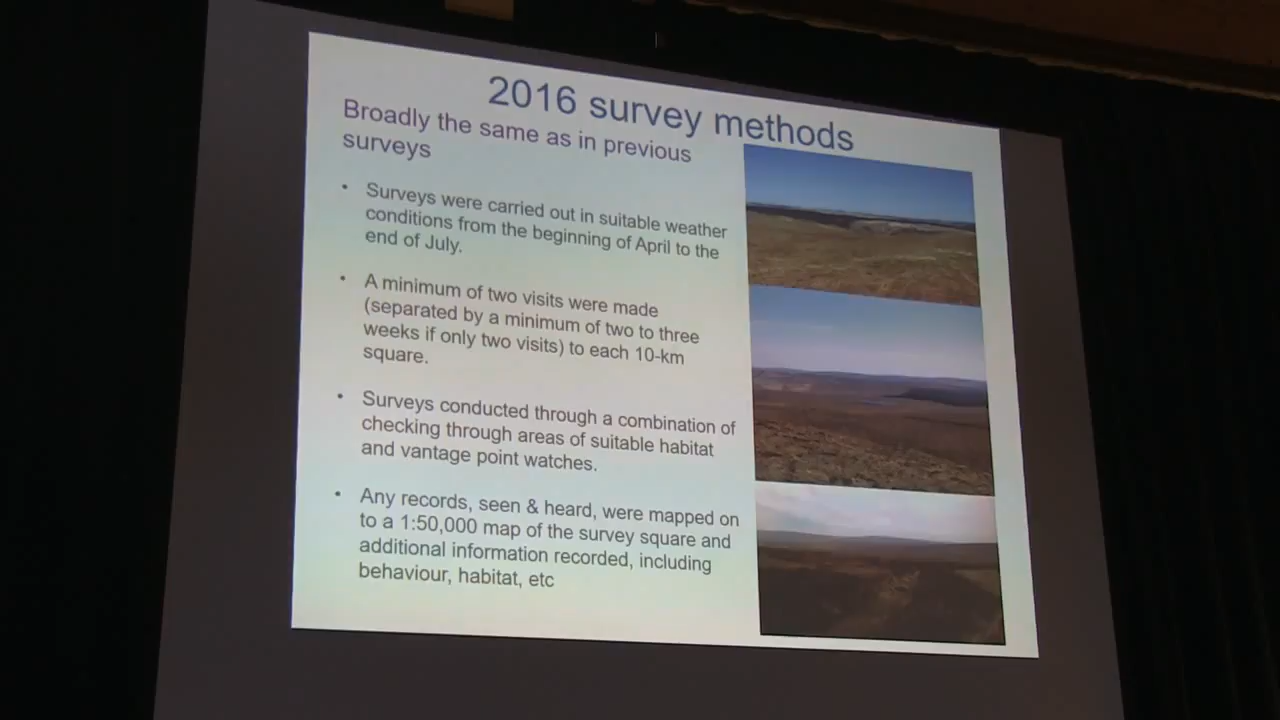 2016 survey methods
Broadly the same as in previous
surveys
• Surveys were carried out in suitable weather
conditions from the beginning of April to the
end of July.
• A minimum of two visits were made
(separated by a minimum of two to three
weeks if only two visits) to each 10-km
square.
• Surveys conducted through a combination of
checking through areas of suitable habitat
and vantage point watches.
• Any records, seen & heard, were mapped on
to a 1:50,000 map of the survey square and
additional information recorded, including
behaviour, habitat, etc